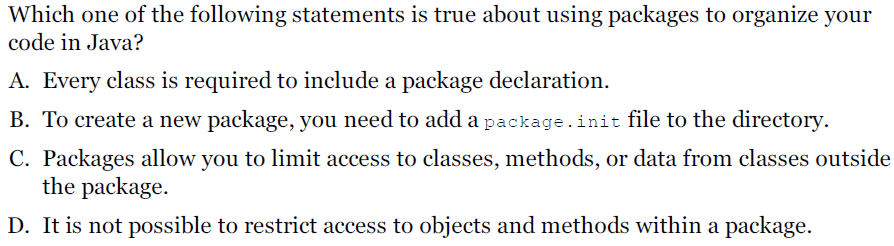 Which one of the following statements is true about using packages to organize your
code in Java?
A. Every class is required to include a package declaration.
B. To create a new package, you need to add a package.init file to the directory.
C. Packages allow you to limit access to classes, methods, or data from classes outside
the package.
D. It is not possible to restrict access to objects and methods within a package.